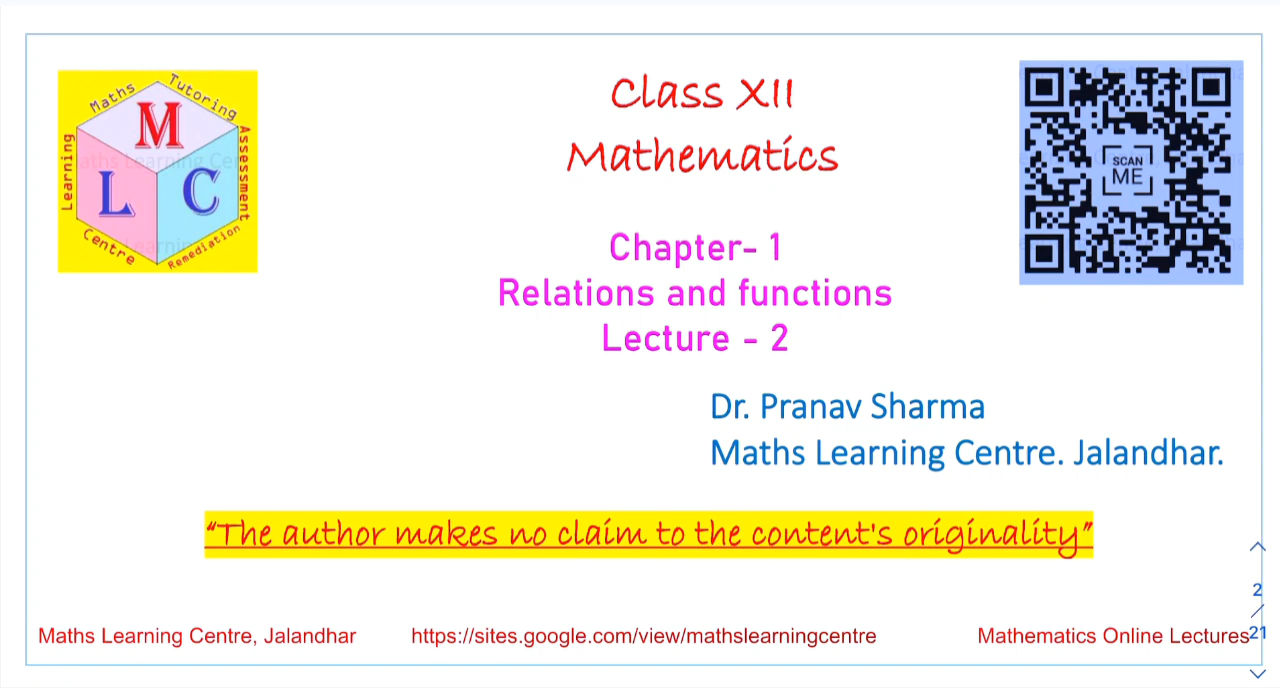 Class XII
Mathematics
Maths Tutoring Assessment
Learning Centre Remediation
M
L C
SCAN
ME
Chapter- 1
Relations and functions
Lecture - 2
Dr. Pranav Sharma
Maths Learning Centre. Jalandhar.
“The author makes no claim to the content's originality”
2
/
21
Maths Learning Centre, Jalandhar
https://sites.google.com/view/mathslearningcentre
Mathematics Online Lectures